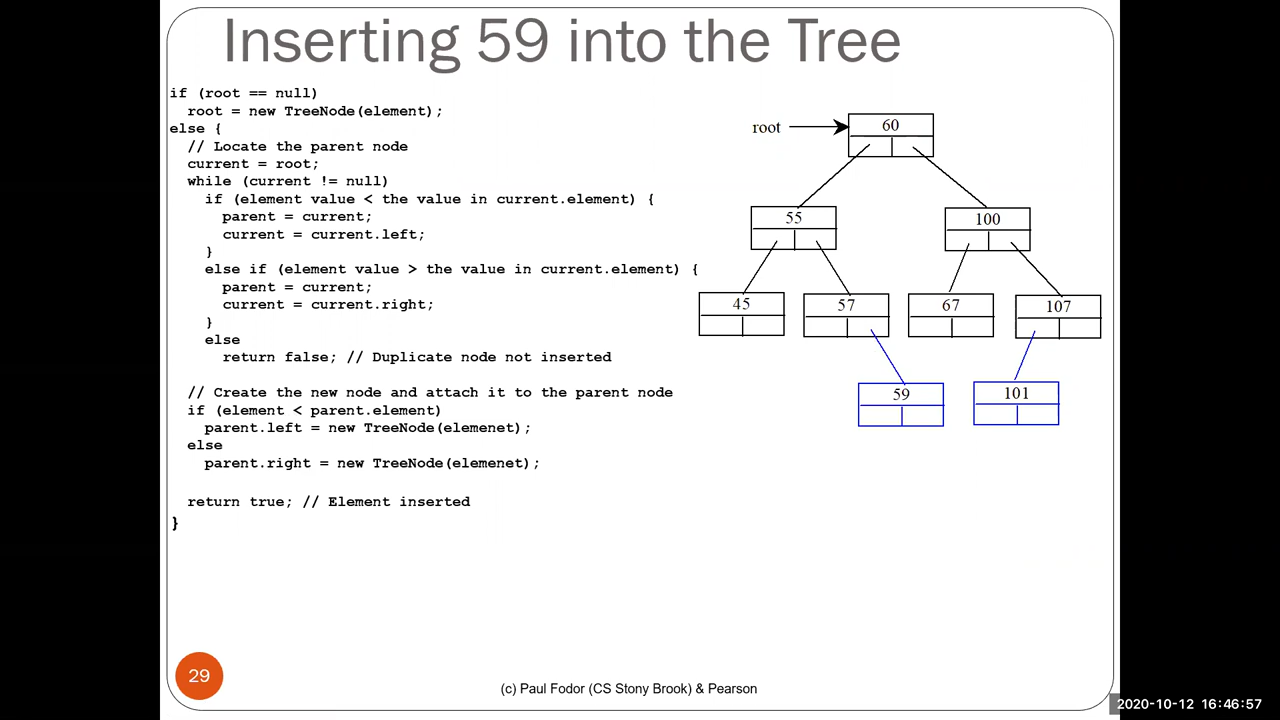 Inserting 59 into the Tree
if (root == null)
root = new TreeNode(element);
else {
// Locate the parent node
current = root;
while (current != null)
if (element value < the value in current.element) {
parent = current;
current = current.left;
}
else if (element value > the value in current.element) {
parent = current;
current = current.right;
}
else
return false; // Duplicate node not inserted
// Create the new node and attach it to the parent node
if (element < parent.element)
parent.left = new TreeNode(elemenet);
else
parent.right = new TreeNode(elemenet);
return true; // Element inserted
}
root 60
55 100
45 57 67 107
59 101
29
(c) Paul Fodor (CS Stony Brook) & Pearson
2020-10-12 16:46:57